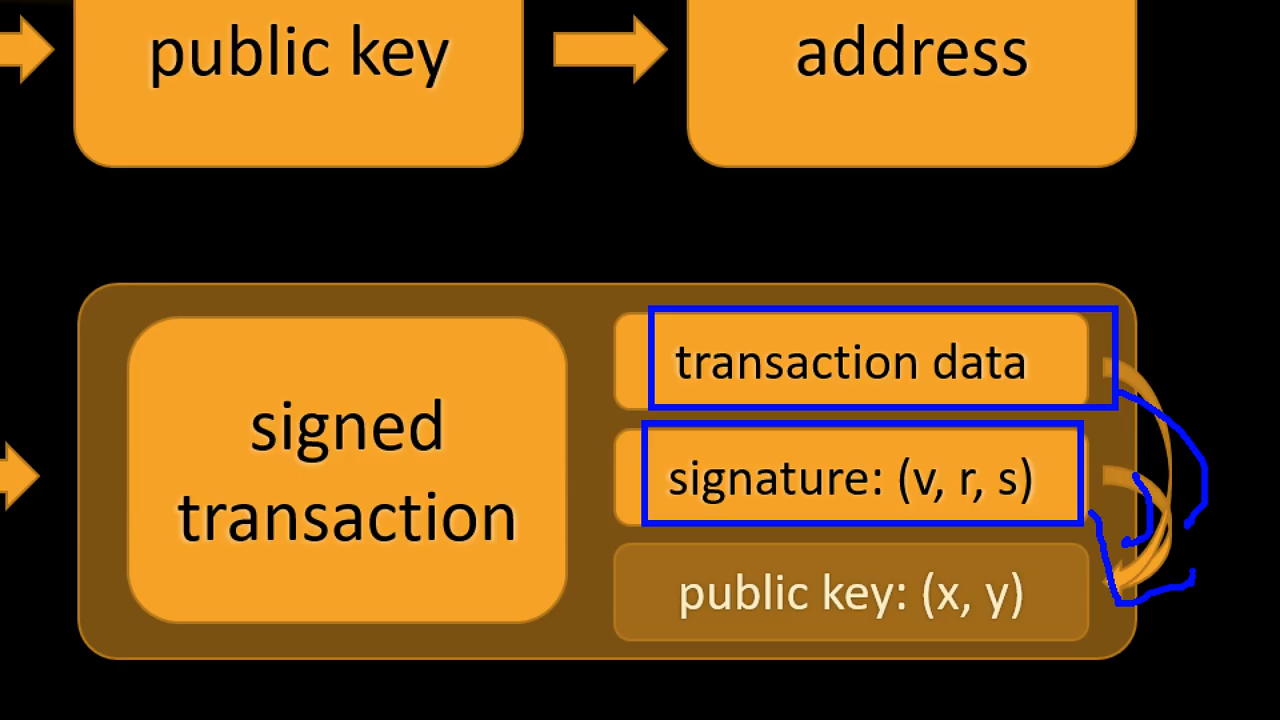 public key
address
signed
transaction
transaction data
signature: (v, r, s)
public key: (x, y)